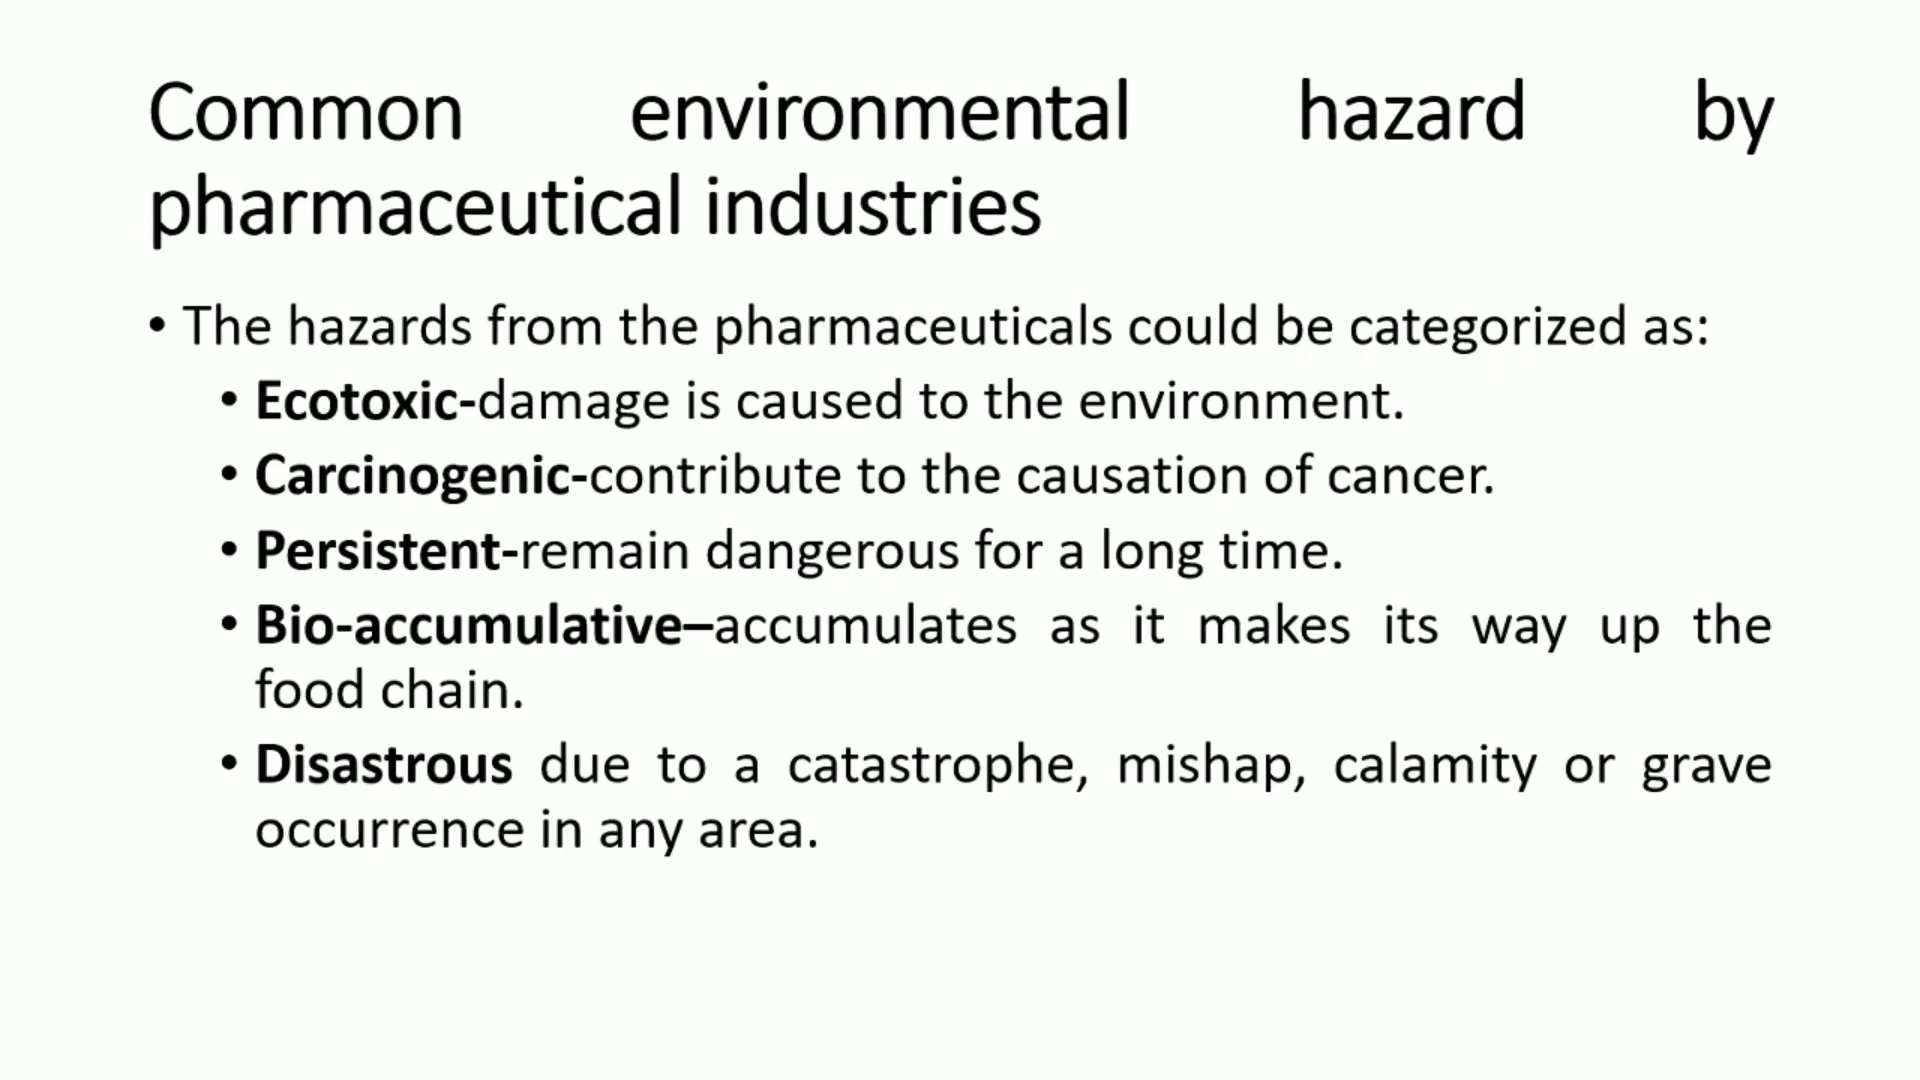 Common environmental hazard by
pharmaceutical industries
• The hazards from the pharmaceuticals could be categorized as:
• Ecotoxic-damage is caused to the environment.
• Carcinogenic-contribute to the causation of cancer.
• Persistent-remain dangerous for a long time.
• Bio-accumulative–accumulates as it makes its way up the
food chain.
• Disastrous due to a catastrophe, mishap, calamity or grave
occurrence in any area.